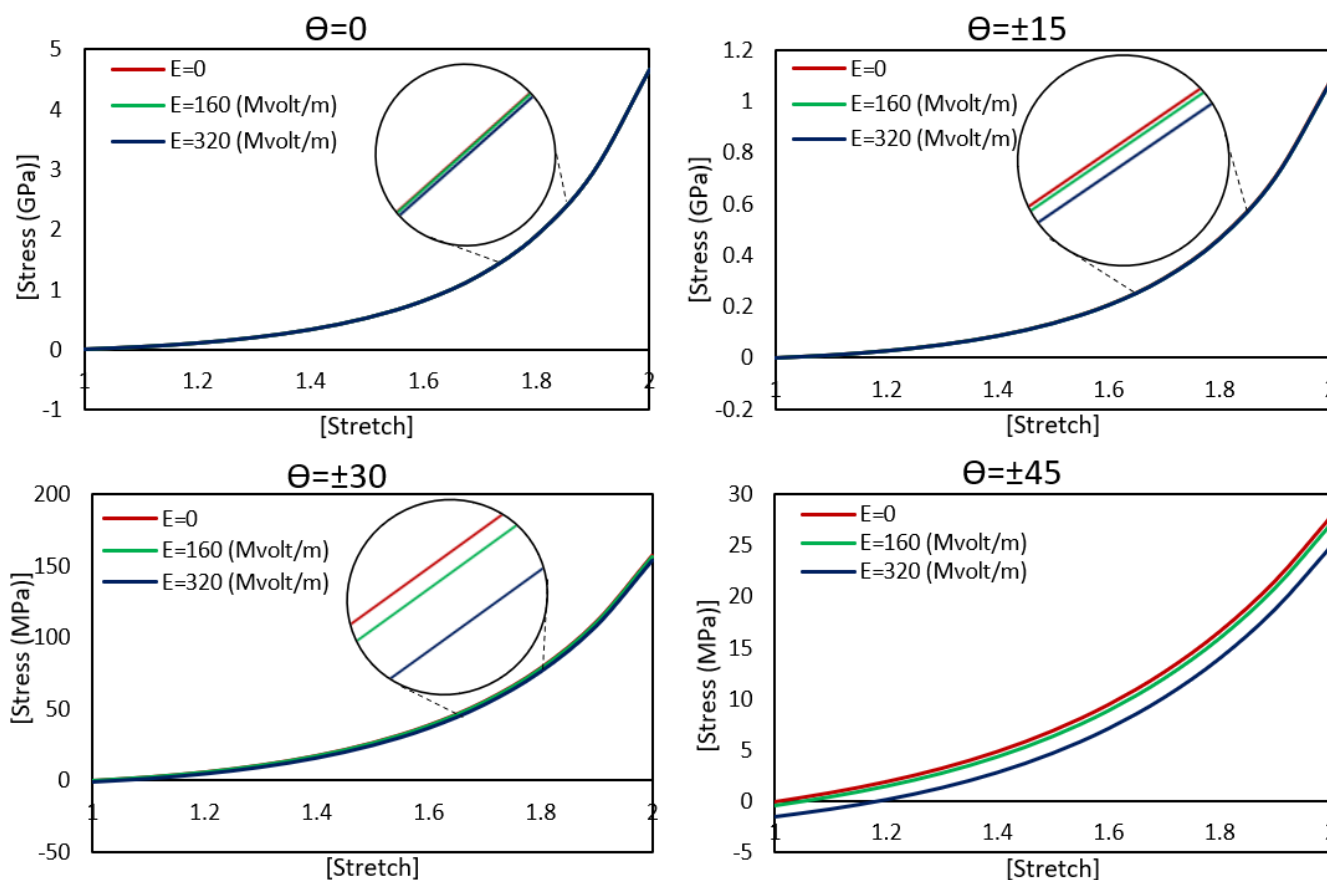 Ɵ=0
5
4
3
2
1
0
-1
[Stress (GPa)]
E=0
E=160 (Mvolt/m)
E=320 (Mvolt/m)
1 1.2 1.4 1.6 1.8 2
[Stretch]
Ɵ=±15
1.2
1
0.8
0.6
0.4
0.2
0
-0.2
[Stress (GPa)]
E=0
E=160 (Mvolt/m)
E=320 (Mvolt/m)
1 1.2 1.4 1.6 1.8
[Stretch]
Ɵ=±30
200
150
100
50
0
-50
[Stress (MPa)]
E=0
E=160 (Mvolt/m)
E=320 (Mvolt/m)
1 1.2 1.4 1.6 1.8 2
[Stretch]
Ɵ=±45
30
25
20
15
10
5
0
-5
[Stress (MPa)]
E=0
E=160 (Mvolt/m)
E=320 (Mvolt/m)
1 1.2 1.4 1.6 1.8
[Stretch]